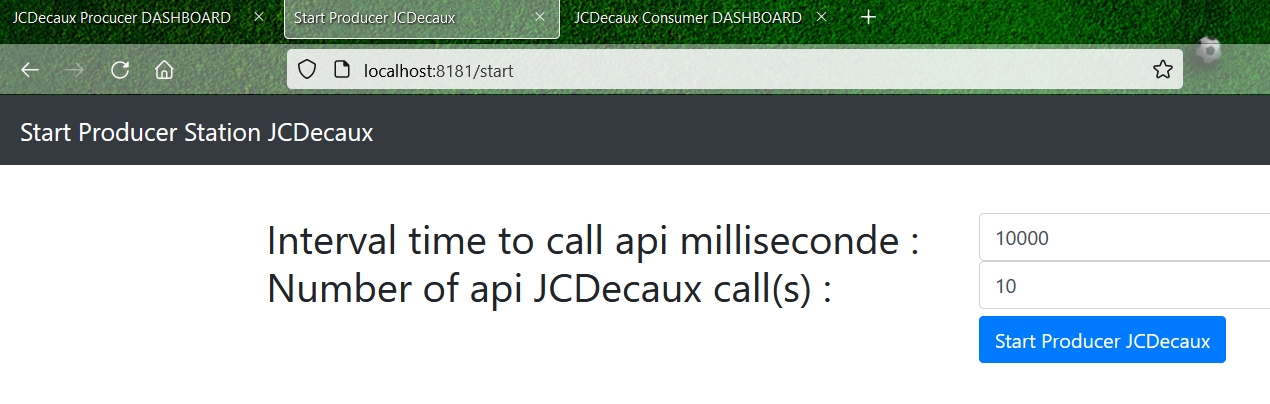 JCDecaux Procucer DASHBOARD
Start Producer JCDecaux
JCDecaux Consumer DASHBOARD
localhost:8181/start
Start Producer Station JCDecaux
Interval time to call api milliseconde :
10000
Number of api JCDecaux call(s) :
10
Start Producer JCDecaux